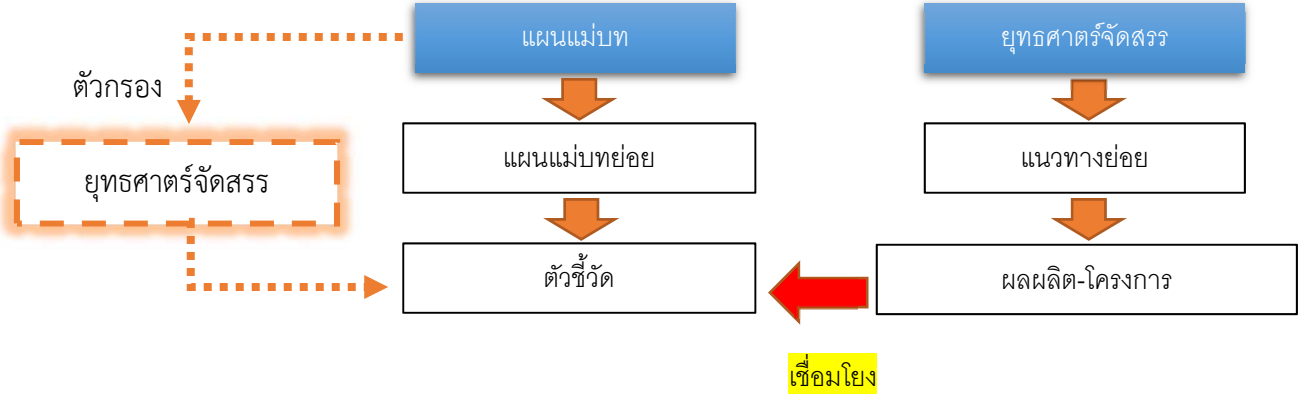 แผนแม่บท
ยุทธศาตร์จัดสรร
ตัวกรอง
แผนแม่บทย่อย
แนวทางย่อย
ยุทธศาตร์จัดสรร
ตัวชี้วัด
ผลผลิต-โครงการ
เชื่อมโยง